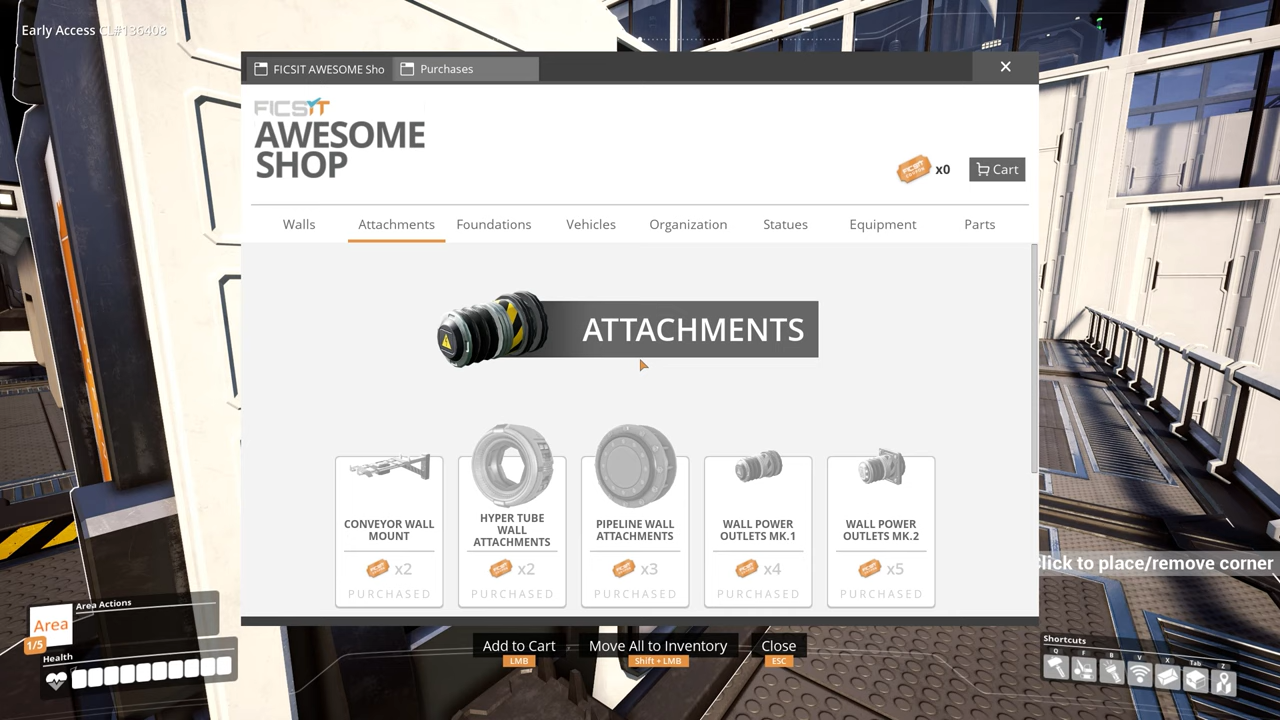 Early Access CL#136408
FICSIT AWESOME Sho
Purchases
FICSIT
AWESOME
SHOP
x0
Cart
Walls
Attachments
Foundations
Vehicles
Organization
Statues
Equipment
Parts
ATTACHMENTS
CONVEYOR WALL
MOUNT
x2
PURCHASED
HYPER TUBE
WALL
ATTACHMENTS
x2
PURCHASED
PIPELINE WALL
ATTACHMENTS
x3
PURCHASED
WALL POWER
OUTLETS MK.1
x4
PURCHASED
WALL POWER
OUTLETS MK.2
x5
PURCHASED
Click to place/remove corner
Area Actions
Area
1/5
Health
Add to Cart
LMB
Move All to Inventory
Shift + LMB
Close
ESC
Shortcuts
Q
F
B
V
X
Tab
Z